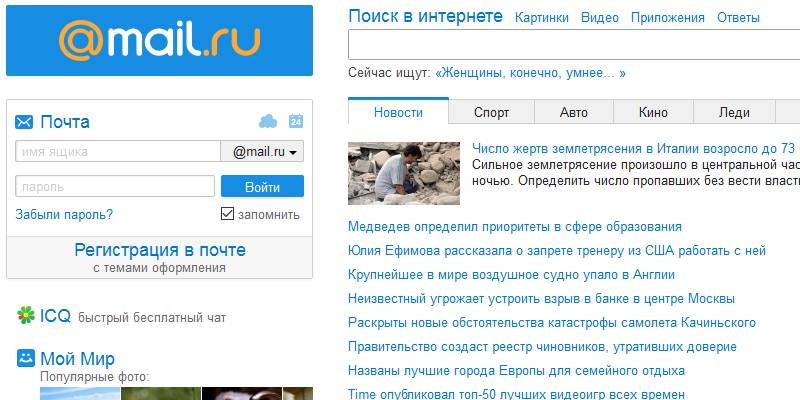 @mail.ru
Почта
24
имя ящика
@mail.ru
пароль
Войти
Забыли пароль?
запомнить
Регистрация в почте
с темами оформления
ICQ быстрый бесплатный чат
Мой Мир
Популярные фото:
Поиск в интернете Картинки Видео Приложения Ответы
Сейчас ищут: «Женщины, конечно, умнее... »
Новости Спорт Авто Кино Леди
Число жертв землетрясения в Италии возросло до 73
Сильное землетрясение произошло в центральной час
ночью. Определить число пропавших без вести власт
Медведев определил приоритеты в сфере образования
Юлия Ефимова рассказала о запрете тренеру из США работать с ней
Крупнейшее в мире воздушное судно упало в Англии
Неизвестный угрожает устроить взрыв в банке в центре Москвы
Раскрыты новые обстоятельства катастрофы самолета Качиньского
Правительство создаст реестр чиновников, утративших доверие
Названы лучшие города Европы для семейного отдыха
Time опубликовал топ-50 лучших видеоигр всех времен